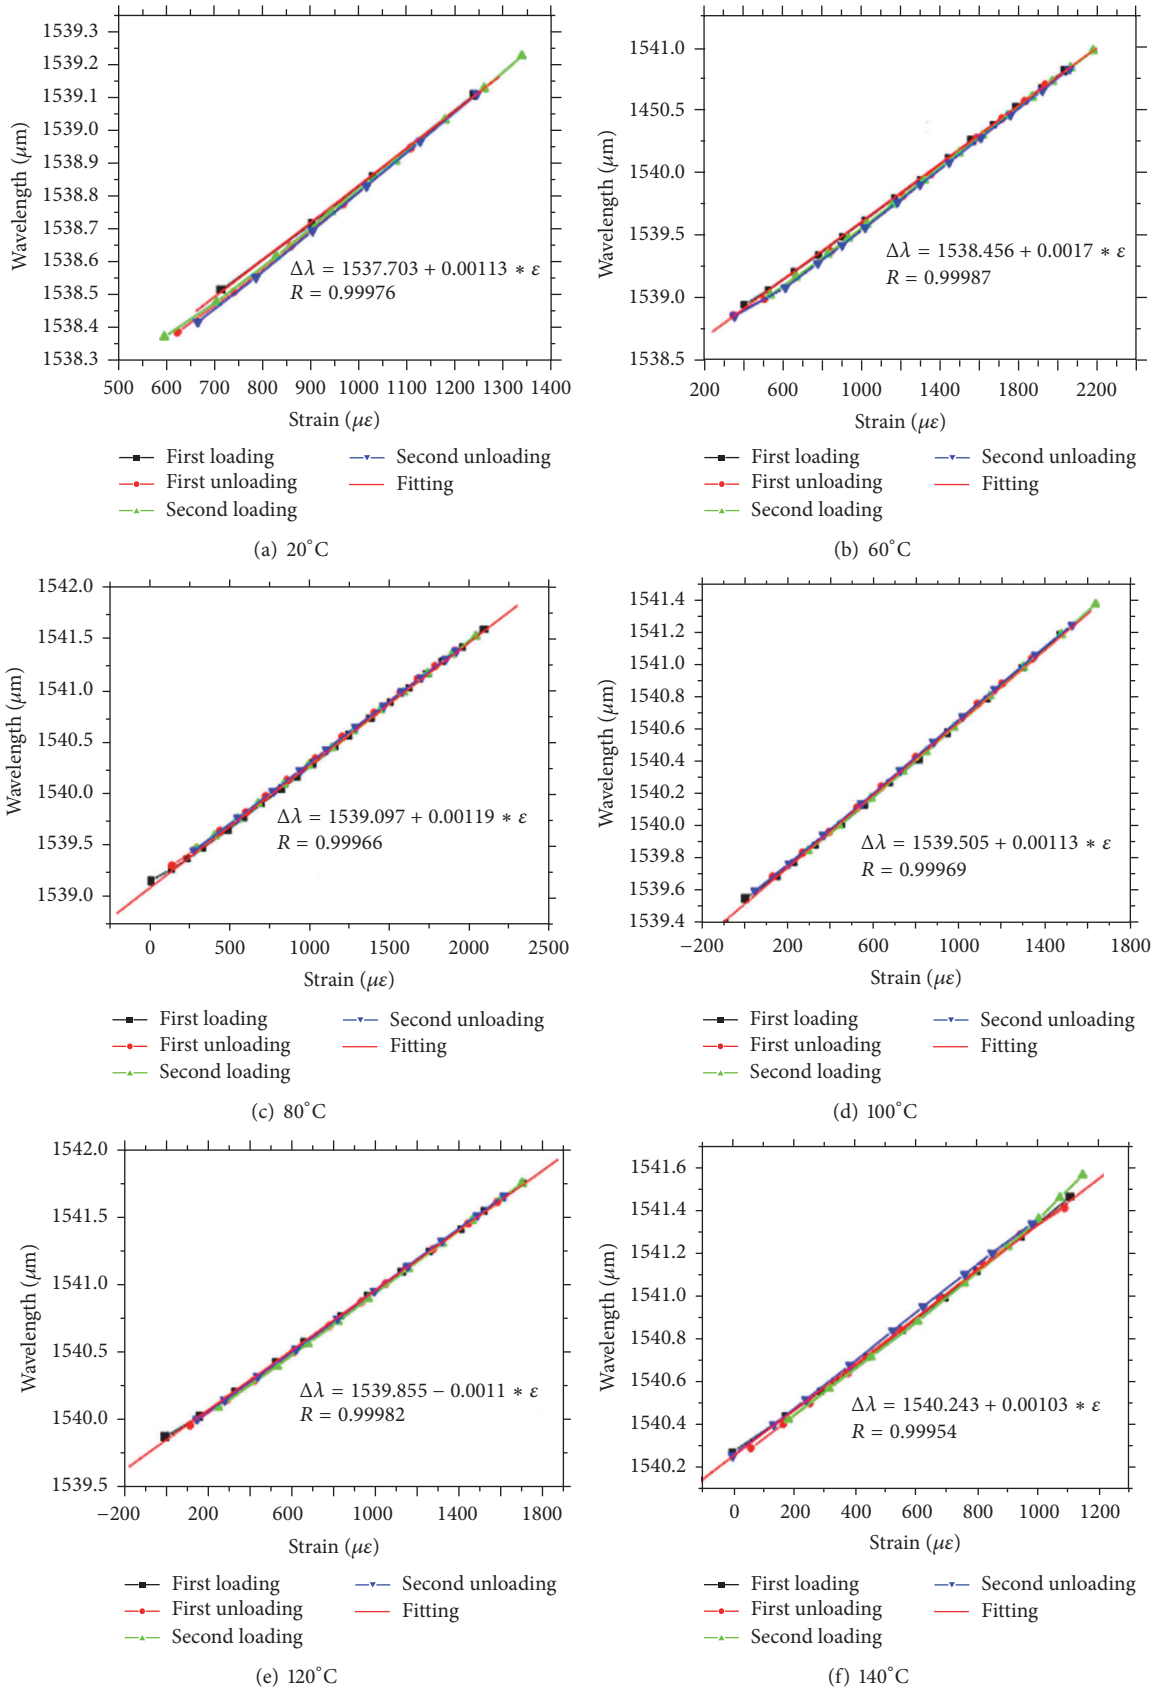 1539.3
1539.2
1539.1
1539.0
1538.9
1538.8
1538.7
1538.6
1538.5
1538.4
1538.3
Wavelength (μm)
Δλ = 1537.703 + 0.00113 ∗ ε
R = 0.99976
500 600 700 800 900 1000 1100 1200 1300 1400
Strain (με)
First loading
First unloading
Second loading
Second unloading
Fitting
(a) 20°C
1541.0
1450.5
1540.0
1539.5
1539.0
1538.5
Wavelength (μm)
Δλ = 1538.456 + 0.0017 ∗ ε
R = 0.99987
200 600 1000 1400 1800 2200
Strain (με)
First loading
First unloading
Second loading
Second unloading
Fitting
(b) 60°C
1542.0
1541.5
1541.0
1540.5
1540.0
1539.5
1539.0
Wavelength (μm)
Δλ = 1539.097 + 0.00119 ∗ ε
R = 0.99966
0 500 1000 1500 2000 2500
Strain (με)
First loading
First unloading
Second loading
Second unloading
Fitting
(c) 80°C
1541.4
1541.2
1541.0
1540.8
1540.6
1540.4
1540.2
1540.0
1539.8
1539.6
1539.4
Wavelength (μm)
Δλ = 1539.505 + 0.00113 ∗ ε
R = 0.99969
−200 200 600 1000 1400 1800
Strain (με)
First loading
First unloading
Second loading
Second unloading
Fitting
(d) 100°C
1542.0
1541.5
1541.0
1540.5
1540.0
1539.5
Wavelength (μm)
Δλ = 1539.855 − 0.0011 ∗ ε
R = 0.99982
−200 200 600 1000 1400 1800
Strain (με)
First loading
First unloading
Second loading
Second unloading
Fitting
(e) 120°C
1541.6
1541.4
1541.2
1541.0
1540.8
1540.6
1540.4
1540.2
Wavelength (μm)
Δλ = 1540.243 + 0.00103 ∗ ε
R = 0.99954
0 200 400 600 800 1000 1200
Strain (με)
First loading
First unloading
Second loading
Second unloading
Fitting
(f) 140°C